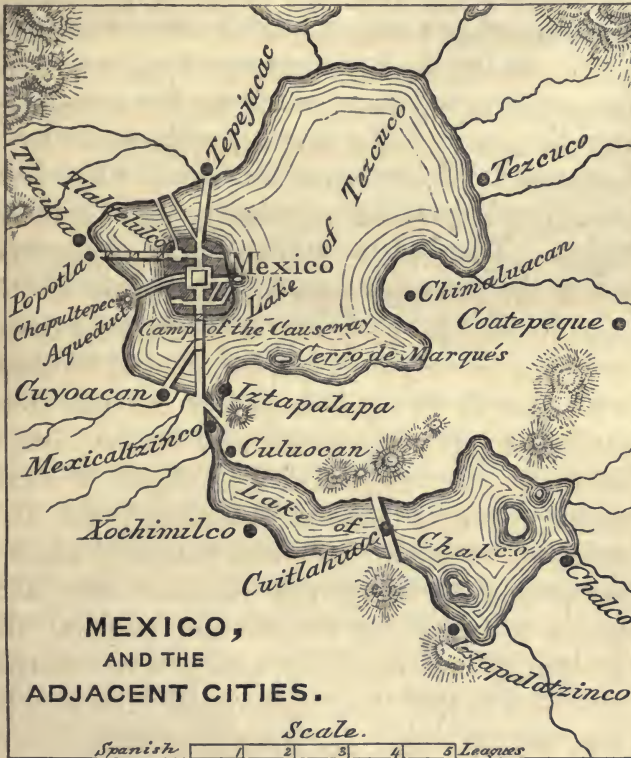 Tepejacac
Tlacuba
Tlaltelulco
Tezcuco
Lake of Tezcuco
Mexico
Popotla
Chimaluacan
Chapultepec
Aqueduct
Coatepeque
Camp of the Causeway
Cerro de Marqués
Cuyoacan
Iztapalapa
Mexicaltzinco
Culuocan
Lake of Chalco
Xochimilco
Cuitlahuac
Chalco
Iztapalatzinco
MEXICO,
AND THE
ADJACENT CITIES.
Scale.
Spanish 1 2 3 4 5 Leagues